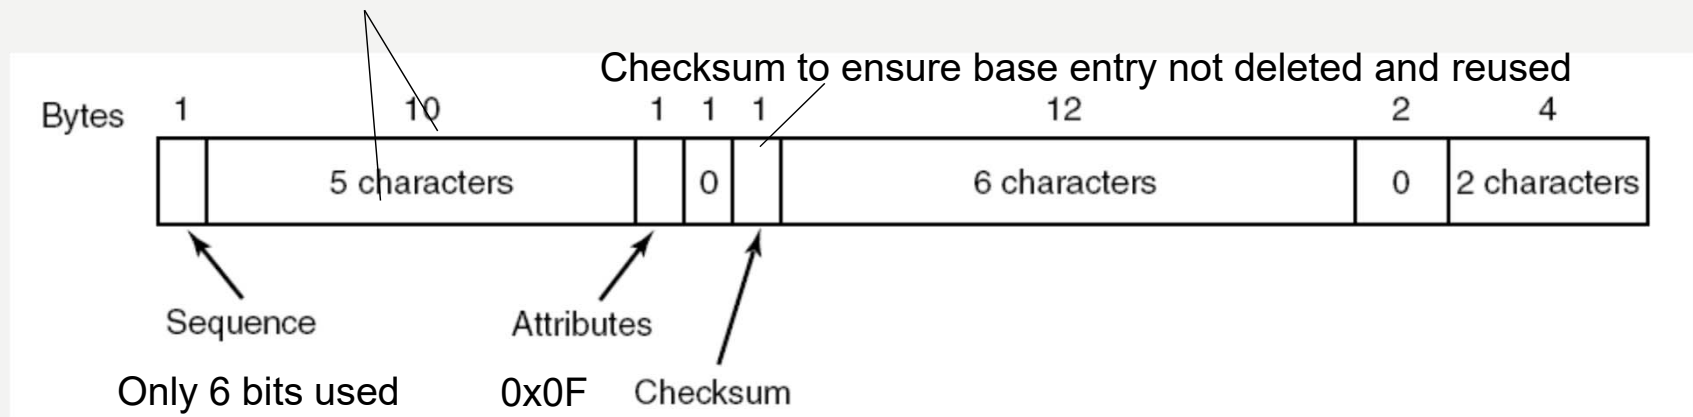 Checksum to ensure base entry not deleted and reused
Bytes 1 10 1 1 1 12 2 4
5 characters 0 6 characters 0 2 characters
Sequence Attributes
Only 6 bits used 0x0F Checksum